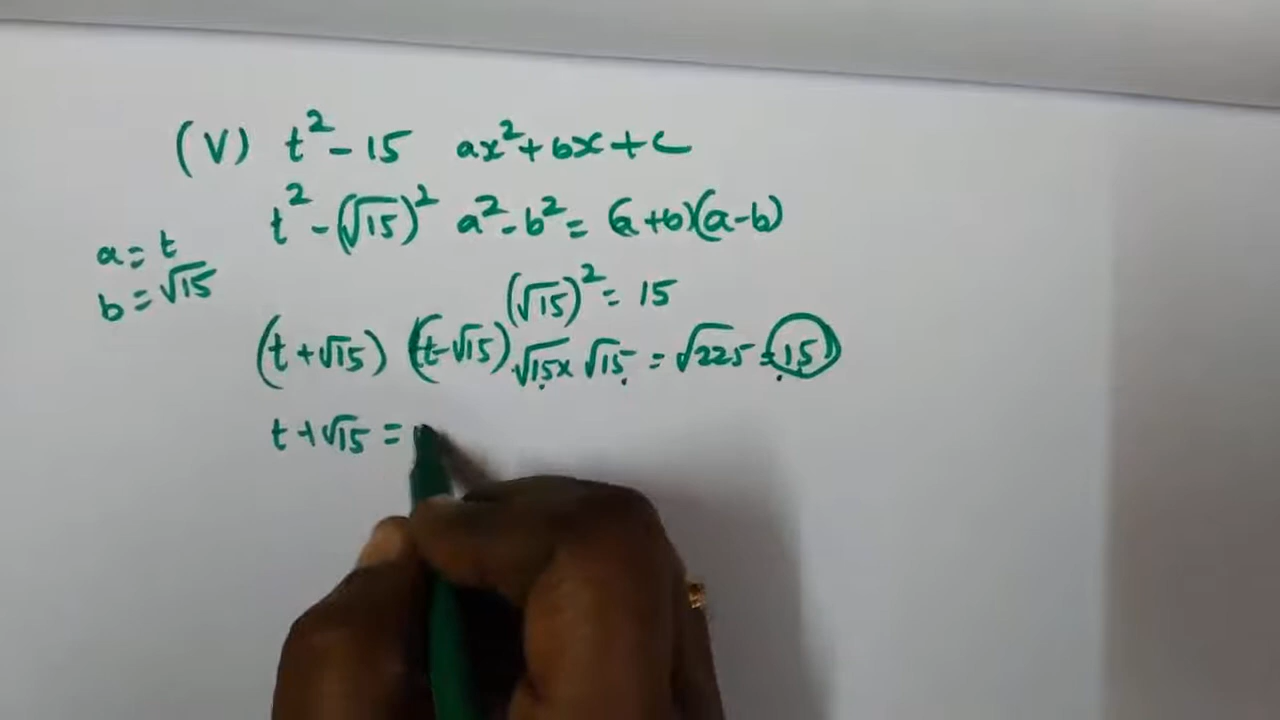 (V) t² - 15 ax² + bx + c
t² - (√15)² a² - b² = (a+b)(a-b)
a = t
b = √15
(√15)² = 15
(t + √15) (t - √15) √15 x √15 = √225 = 15
t + √15 =